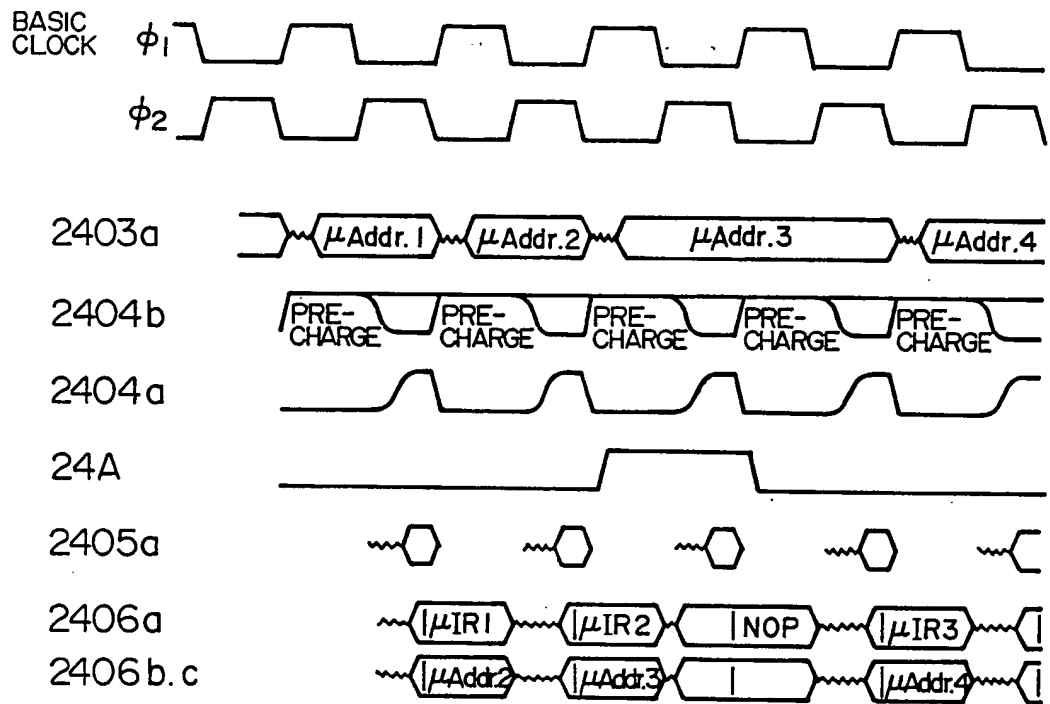 BASIC
CLOCK ϕ1
ϕ2
2403a μAddr.1 μAddr.2 μAddr.3 μAddr.4
2404b PRE-CHARGE PRE-CHARGE PRE-CHARGE PRE-CHARGE PRE-CHARGE
2404a
24A
2405a
2406a μIR1 μIR2 NOP μIR3
2406b.c μAddr.2 μAddr.3 μAddr.4